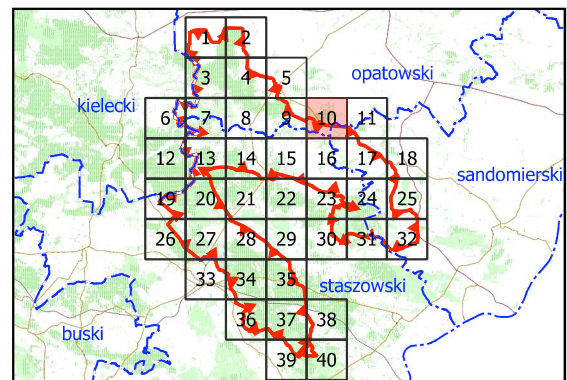 1 2
3 4 5
opatowski
kielecki
6 7 8 9 10 11
12 13 14 15 16 17 18
sandomierski
19 20 21 22 23 24 25
26 27 28 29 30 31 32
33 34 35
staszowski
36 37 38
buski
39 40